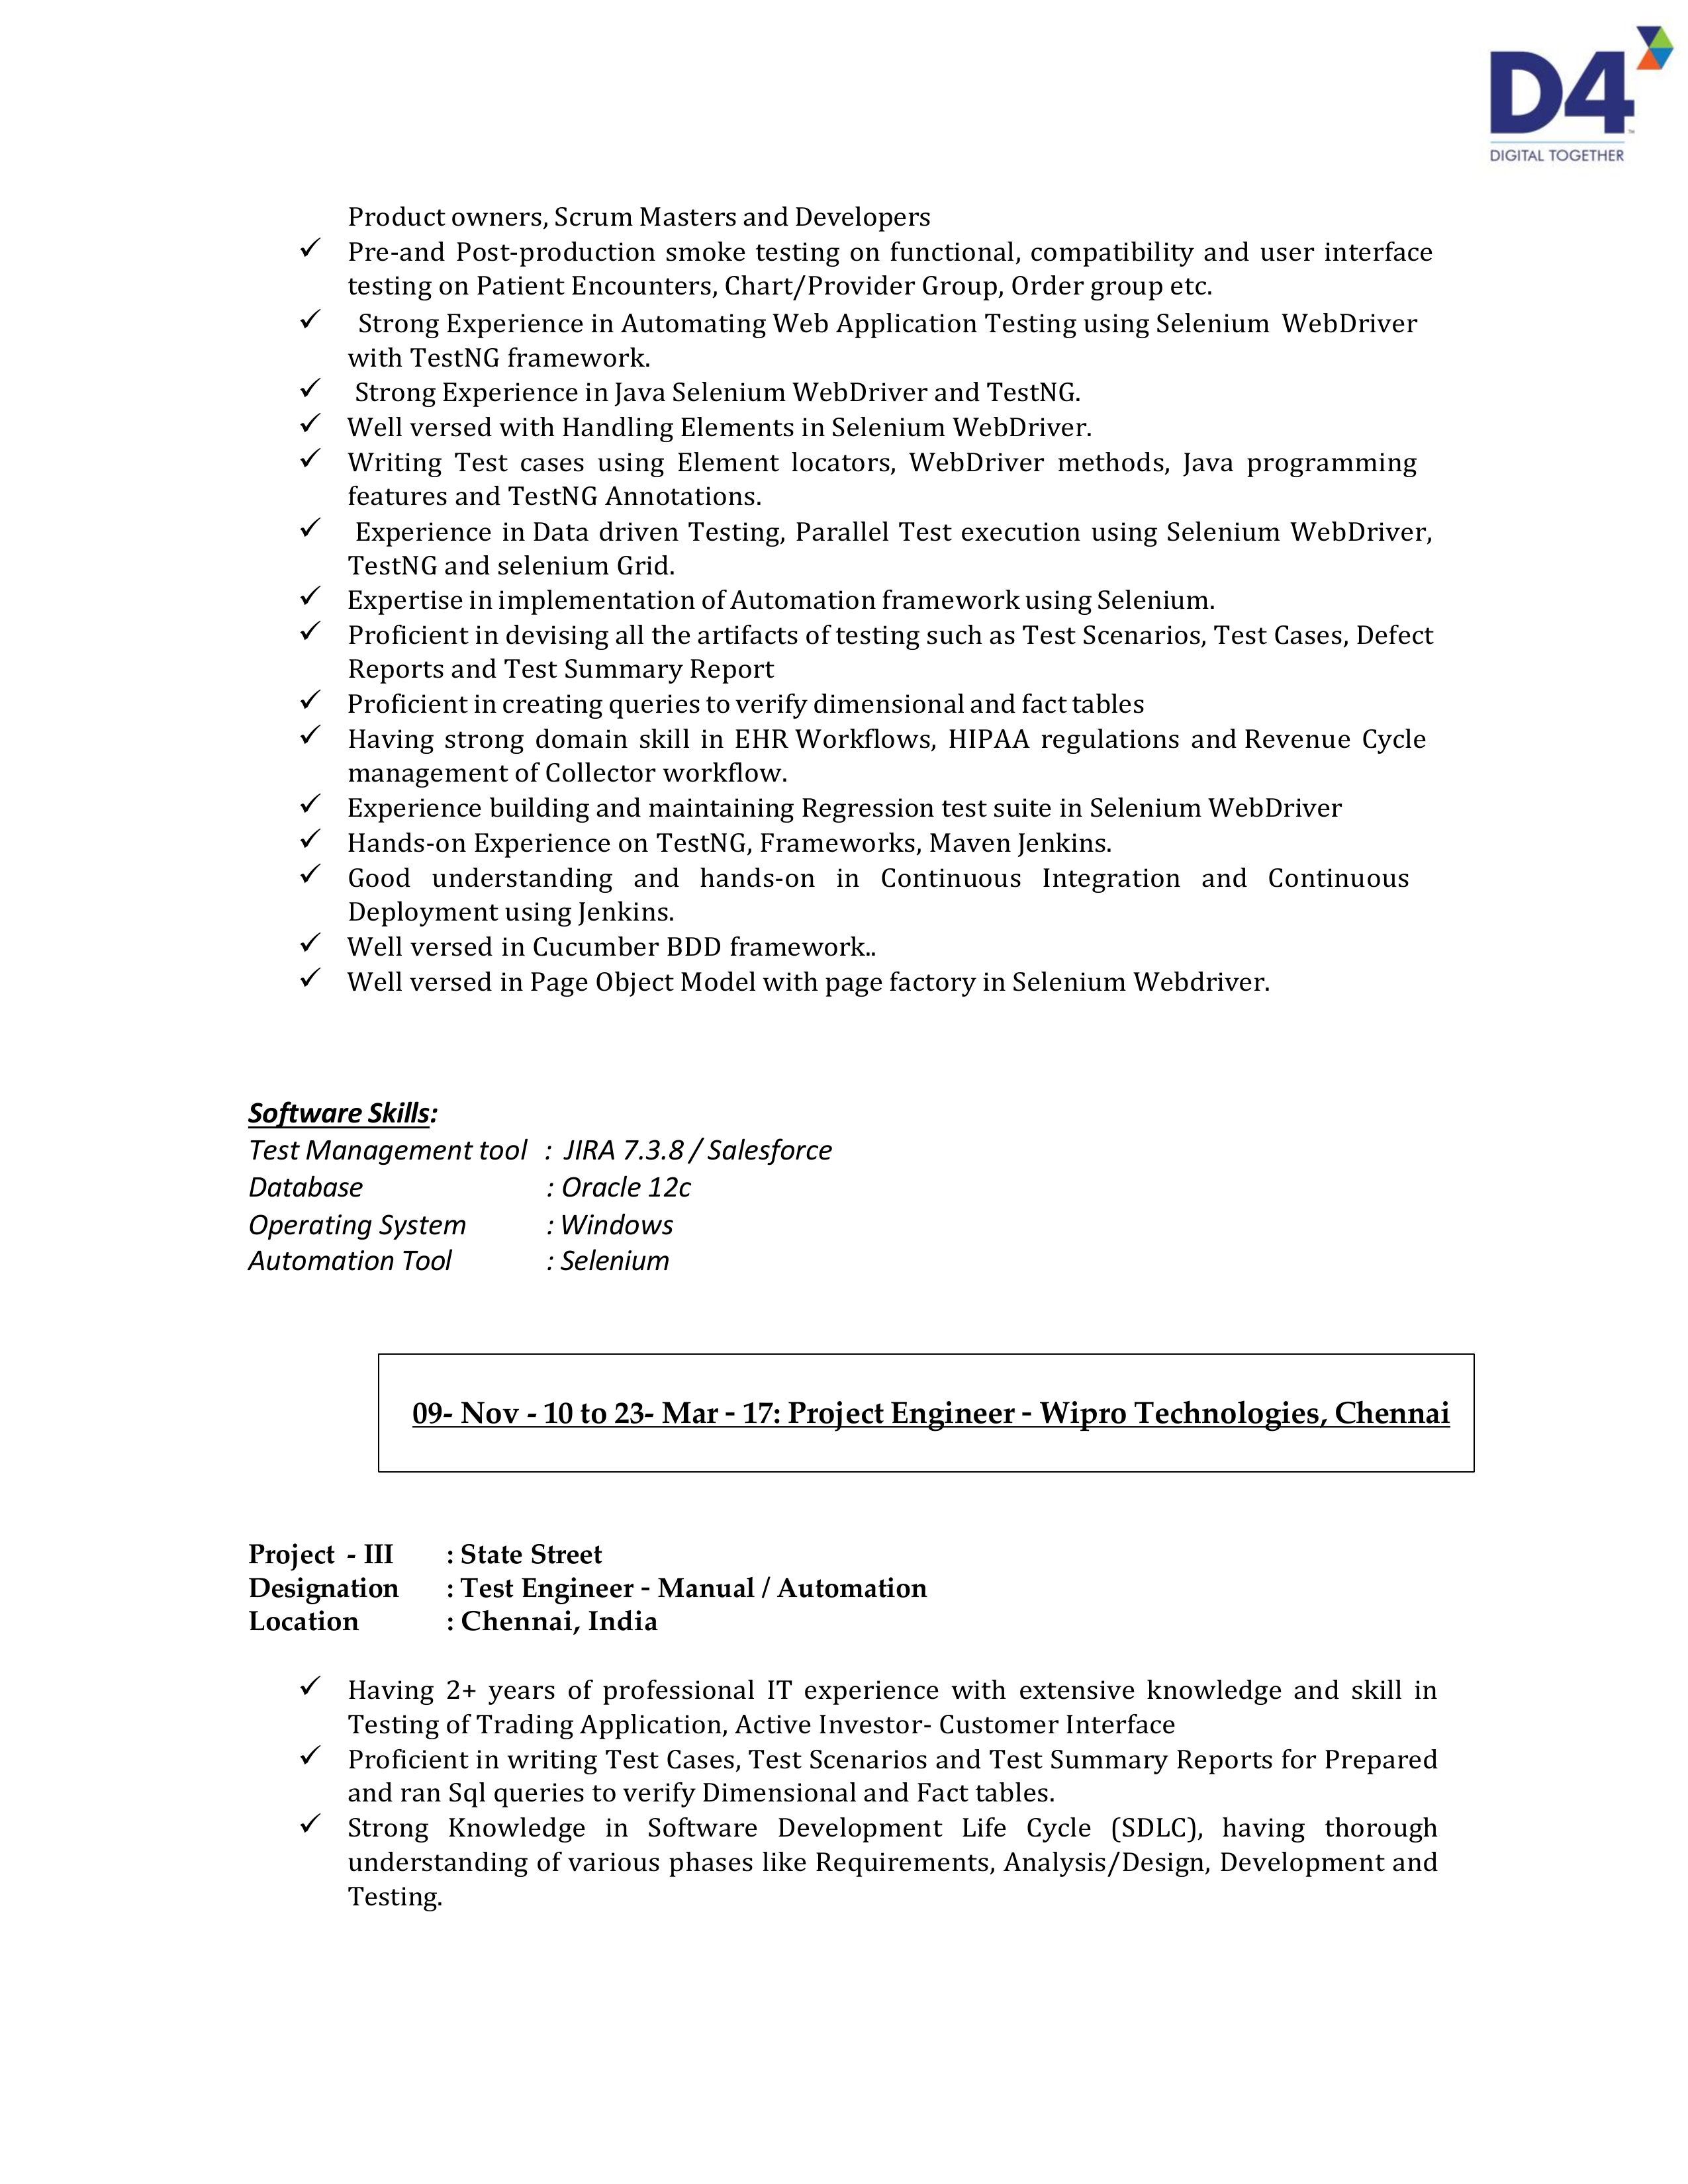 D4
DIGITAL TOGETHER
Product owners, Scrum Masters and Developers
✓ Pre-and Post-production smoke testing on functional, compatibility and user interface
testing on Patient Encounters, Chart/Provider Group, Order group etc.
✓ Strong Experience in Automating Web Application Testing using Selenium WebDriver
with TestNG framework.
✓ Strong Experience in Java Selenium WebDriver and TestNG.
✓ Well versed with Handling Elements in Selenium WebDriver.
✓ Writing Test cases using Element locators, WebDriver methods, Java programming
features and TestNG Annotations.
✓ Experience in Data driven Testing, Parallel Test execution using Selenium WebDriver,
TestNG and selenium Grid.
✓ Expertise in implementation of Automation framework using Selenium.
✓ Proficient in devising all the artifacts of testing such as Test Scenarios, Test Cases, Defect
Reports and Test Summary Report
✓ Proficient in creating queries to verify dimensional and fact tables
✓ Having strong domain skill in EHR Workflows, HIPAA regulations and Revenue Cycle
management of Collector workflow.
✓ Experience building and maintaining Regression test suite in Selenium WebDriver
✓ Hands-on Experience on TestNG, Frameworks, Maven Jenkins.
✓ Good understanding and hands-on in Continuous Integration and Continuous
Deployment using Jenkins.
✓ Well versed in Cucumber BDD framework..
✓ Well versed in Page Object Model with page factory in Selenium Webdriver.
Software Skills:
Test Management tool : JIRA 7.3.8 / Salesforce
Database : Oracle 12c
Operating System : Windows
Automation Tool : Selenium
09- Nov - 10 to 23- Mar - 17: Project Engineer - Wipro Technologies, Chennai
Project - III : State Street
Designation : Test Engineer - Manual / Automation
Location : Chennai, India
✓ Having 2+ years of professional IT experience with extensive knowledge and skill in
Testing of Trading Application, Active Investor- Customer Interface
✓ Proficient in writing Test Cases, Test Scenarios and Test Summary Reports for Prepared
and ran Sql queries to verify Dimensional and Fact tables.
✓ Strong Knowledge in Software Development Life Cycle (SDLC), having thorough
understanding of various phases like Requirements, Analysis/Design, Development and
Testing.